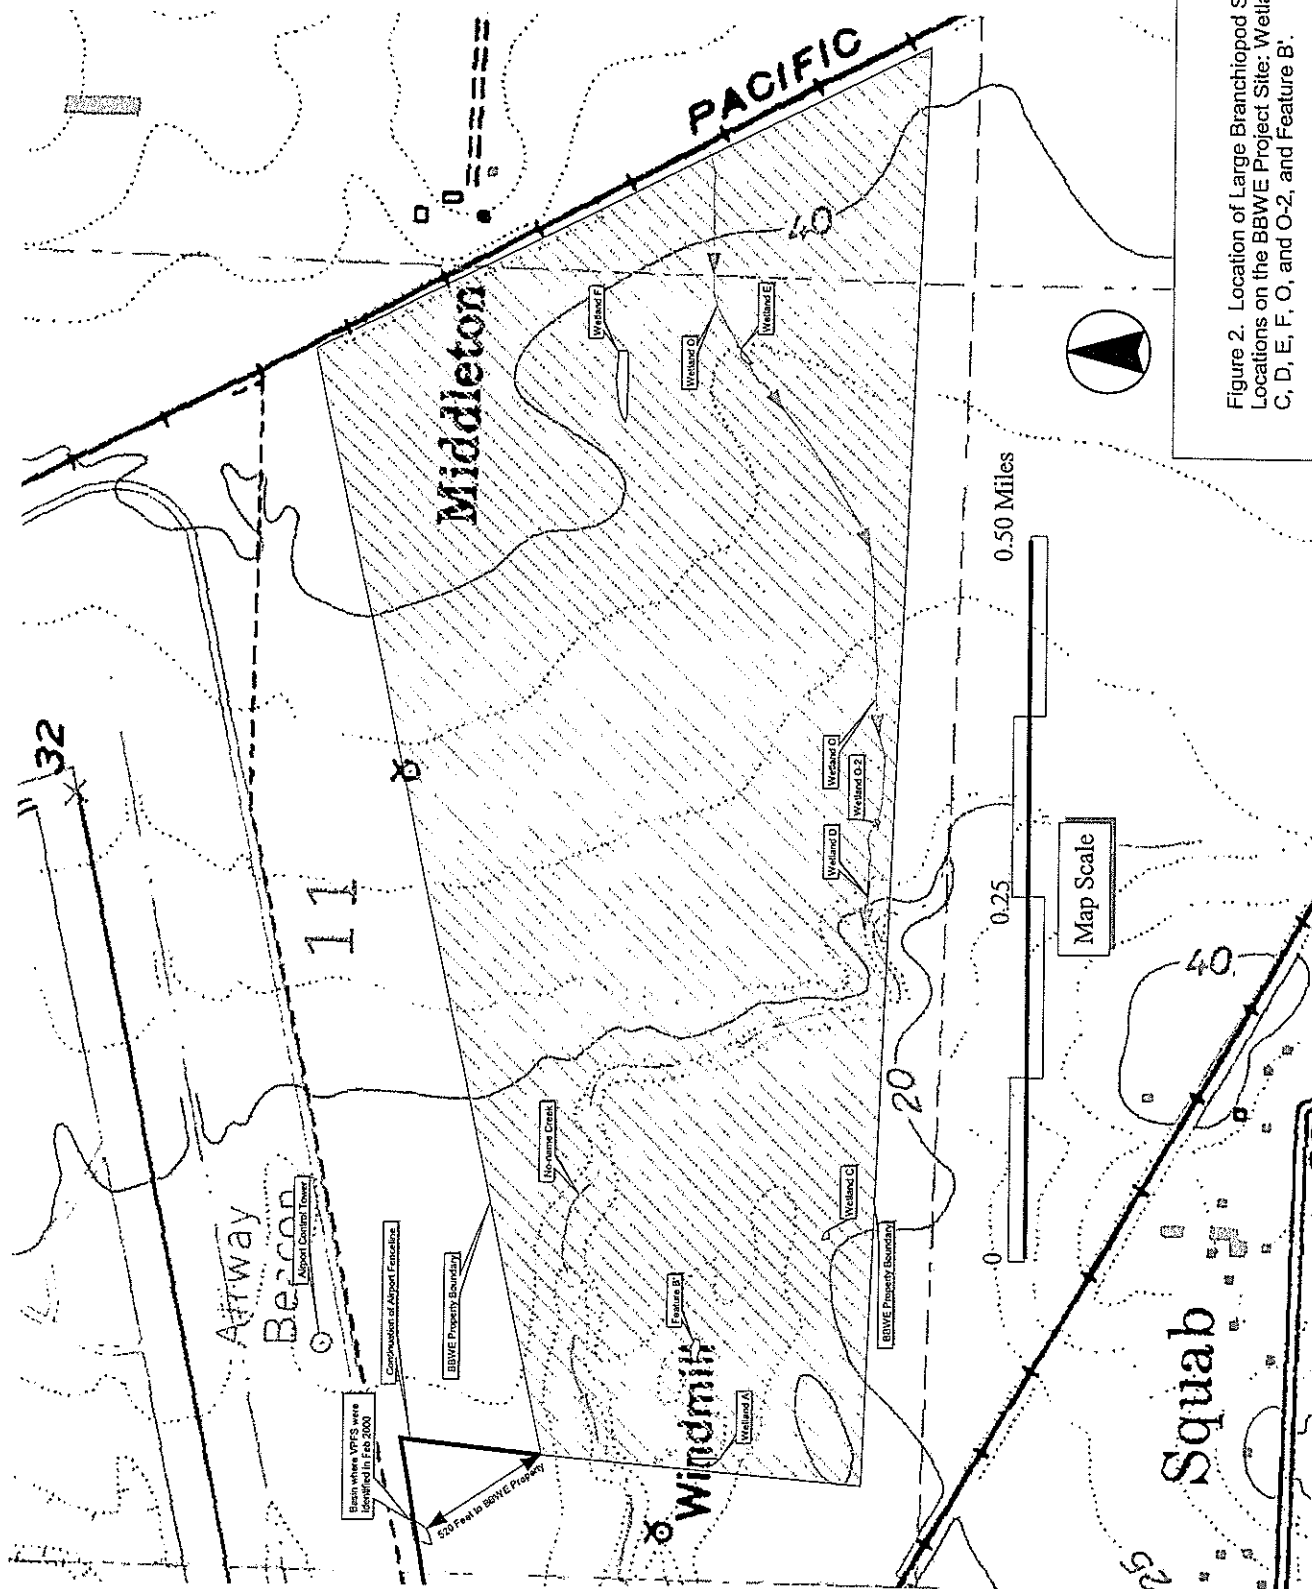 Figure 2. Location of Large Branchiopod S
Locations on the BBWE Project Site: Wetla
C, D, E, F, O, and O-2, and Feature B'.
PACIFIC
32
11
Middleton
40
Wetland F
Wetland O
Wetland E
Wetland O
Wetland O-2
Wetland D
Airway
Beacon
Airport Control Tower
Continuation of Airport Fenceline
BBWE Property Boundary
No-name Creek
Basin where VPFS were
Identified in Feb 2000
520 Feet to BBWE Property
Feature B'
Windmill
Wetland A
Wetland C
BBWE Property Boundary
20
0
0.25
0.50 Miles
Map Scale
40
Squab
25